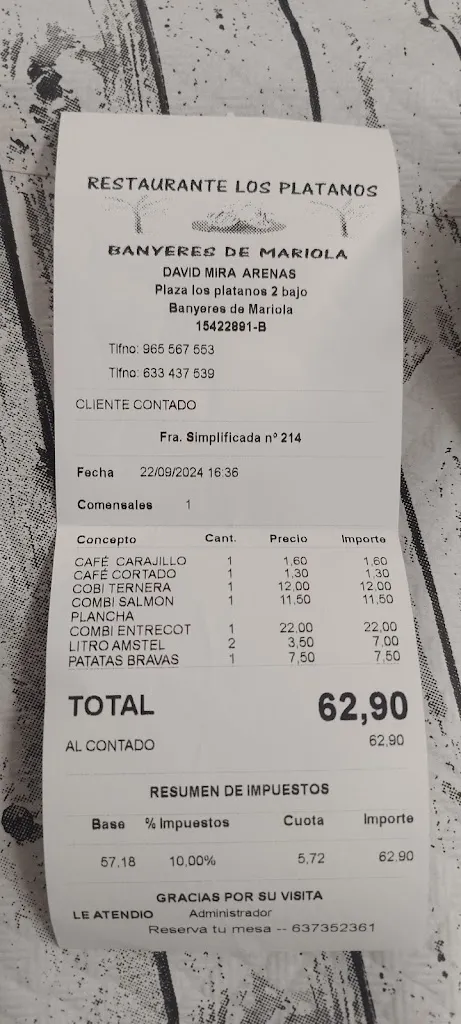 RESTAURANTE LOS PLATANOS
BANYERES DE MARIOLA
DAVID MIRA ARENAS
Plaza los platanos 2 bajo
Banyeres de Mariola
15422891-B
Tlfno: 965 567 553
Tlfno: 633 437 539
CLIENTE CONTADO
Fra. Simplificada nº 214
Fecha 22/09/2024 16:36
Comensales 1
Concepto Cant. Precio Importe
CAFÉ CARAJILLO 1 1,60 1,60
CAFÉ CORTADO 1 1,30 1,30
COBI TERNERA 1 12,00 12,00
COMBI SALMON 1 11,50 11,50
PLANCHA
COMBI ENTRECOT 1 22,00 22,00
LITRO AMSTEL 2 3,50 7,00
PATATAS BRAVAS 1 7,50 7,50
TOTAL 62,90
AL CONTADO 62,90
RESUMEN DE IMPUESTOS
Base % Impuestos Cuota Importe
57,18 10,00% 5,72 62,90
GRACIAS POR SU VISITA
LE ATENDIO Administrador
Reserva tu mesa -- 637352361